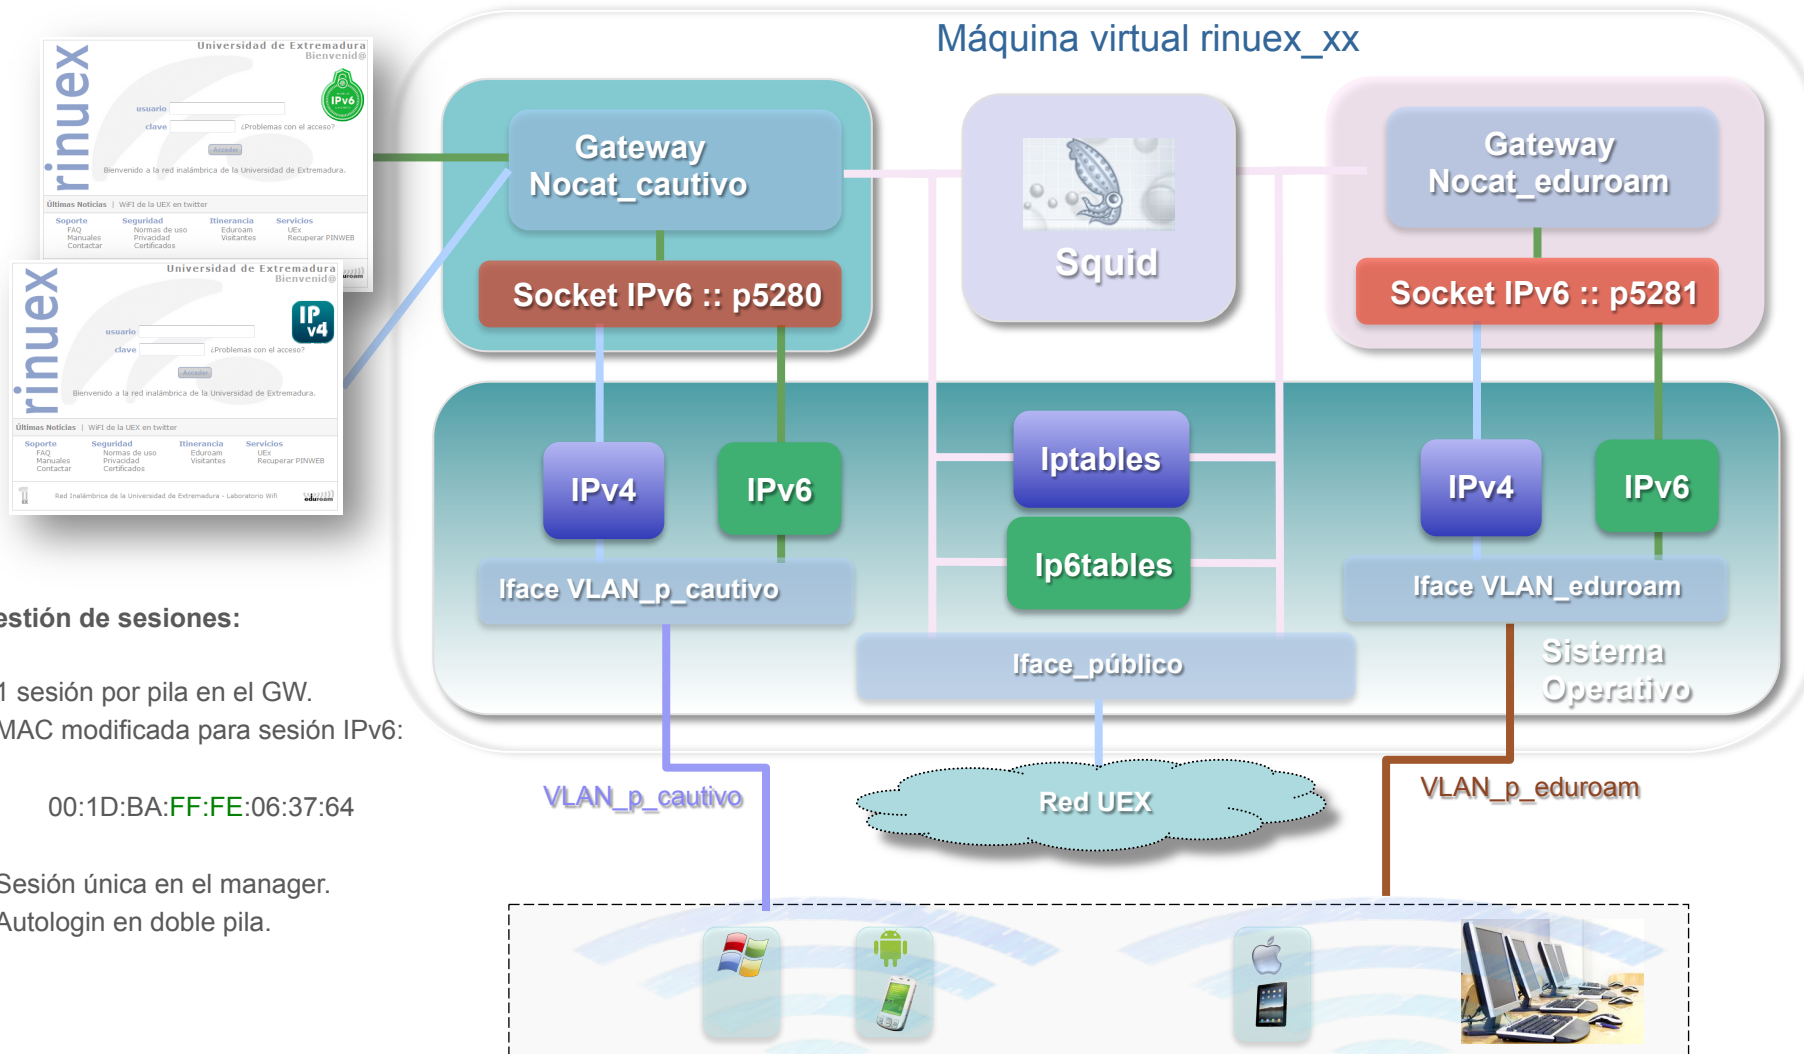 Máquina virtual rinuex_xx
rinuex
Universidad de Extremadura
Bienvenid@
IPv6
usuario
clave
¿Problemas con el acceso?
Acceder
Bienvenido a la red inalámbrica de la Universidad de Extremadura.
Últimas Noticias | WiFI de la UEX en twitter
Soporte Seguridad Itinerancia Servicios
FAQ Normas de uso Eduroam UEx
Manuales Privacidad Visitantes Recuperar PINWEB
Contactar Certificados
rinuex
Universidad de Extremadura
Bienvenid@
IP
v4
usuario
clave
¿Problemas con el acceso?
Acceder
Bienvenido a la red inalámbrica de la Universidad de Extremadura.
Últimas Noticias | WiFI de la UEX en twitter
Soporte Seguridad Itinerancia Servicios
FAQ Normas de uso Eduroam UEx
Manuales Privacidad Visitantes Recuperar PINWEB
Contactar Certificados
Red Inalámbrica de la Universidad de Extremadura - Laboratorio Wifi
eduroam
Gateway
Nocat_cautivo
Socket IPv6 :: p5280
Squid
Gateway
Nocat_eduroam
Socket IPv6 :: p5281
IPv4
IPv6
Iptables
Ip6tables
IPv4
IPv6
Iface VLAN_p_cautivo
Iface_público
Iface VLAN_eduroam
Sistema
Operativo
estión de sesiones:
1 sesión por pila en el GW.
MAC modificada para sesión IPv6:
00:1D:BA:FF:FE:06:37:64
Sesión única en el manager.
Autologin en doble pila.
VLAN_p_cautivo
Red UEX
VLAN_p_eduroam